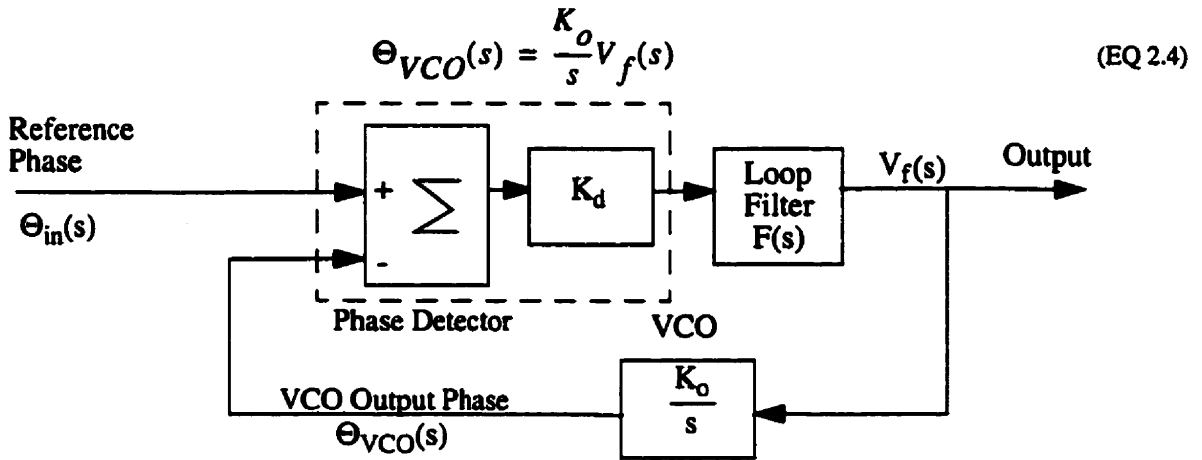 Θ_VCO(s) = K_o/s V_f(s)
(EQ 2.4)
Reference
Phase
Θ_in(s)
+
-
Σ
K_d
Phase Detector
Loop
Filter
F(s)
V_f(s)
Output
VCO
K_o
s
VCO Output Phase
Θ_VCO(s)